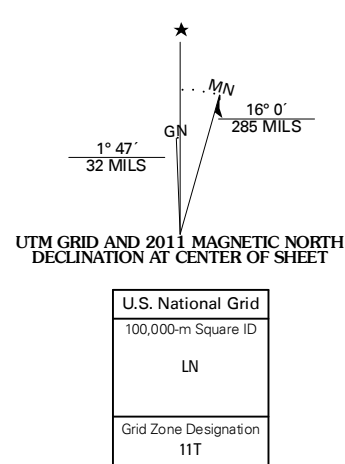 MN
16° 0´
285 MILS
GN
1° 47´
32 MILS
UTM GRID AND 2011 MAGNETIC NORTH
DECLINATION AT CENTER OF SHEET
U.S. National Grid
100,000-m Square ID
LN
Grid Zone Designation
11T